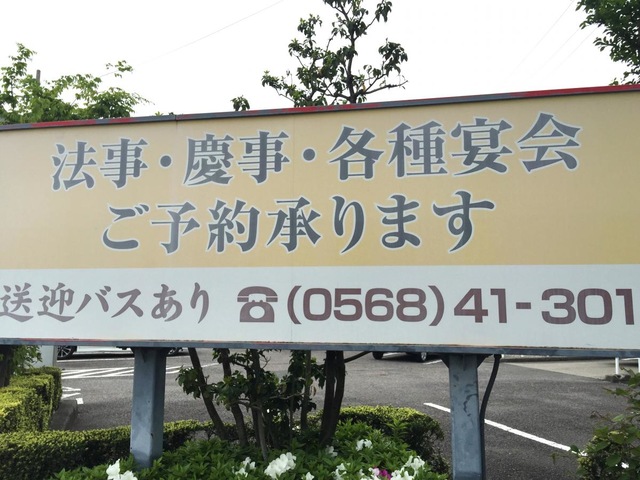 法事・慶事・各種宴会
ご予約承ります
送迎バスあり ☎(0568)41-301